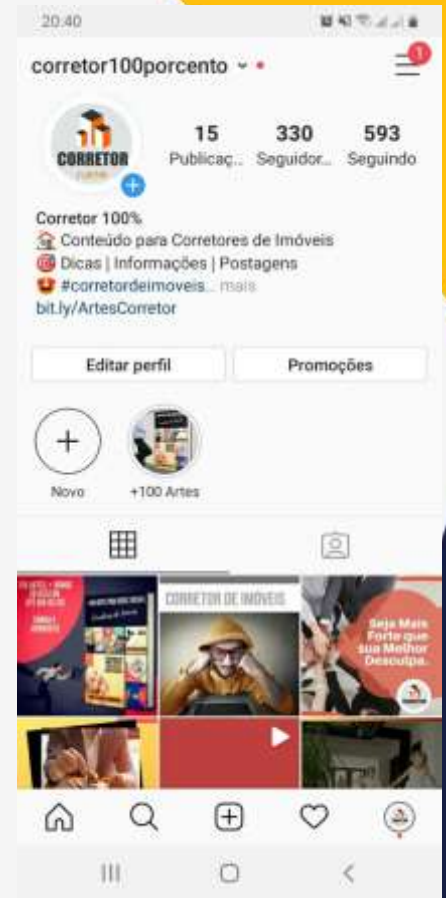 20.40
corretor100porcento
1
CORRETOR
15
330
593
Publicaç...
Seguidor...
Seguindo
Corretor 100%
Conteúdo para Corretores de Imóveis
Dicas | Informações | Postagens
#corretordeimoveis... mais
bit.ly/ArtesCorretor
Editar perfil
Promoções
Novo
+100 Artes
CORRETOR DE IMÓVEIS
Seja Mais
Forte que
sua Melhor
Desculpa.
CORRETOR